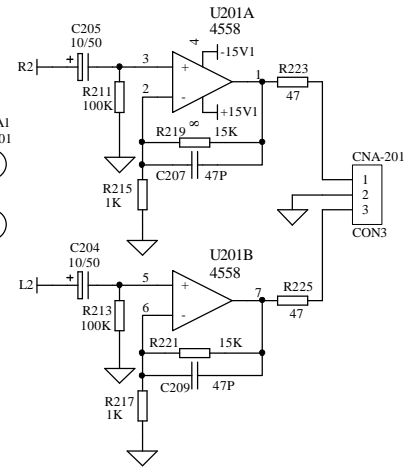 U201A
4558
C205
10/50
+
R2
3
4
-15V1
+
R211
100K
2
-
1
R223
47
+15V1
8
R219
15K
C207
47P
A1
01
R215
1K
CNA-201
1
2
3
CON3
U201B
4558
C204
10/50
+
L2
5
+
R213
100K
6
-
7
R225
47
R221
15K
C209
47P
R217
1K